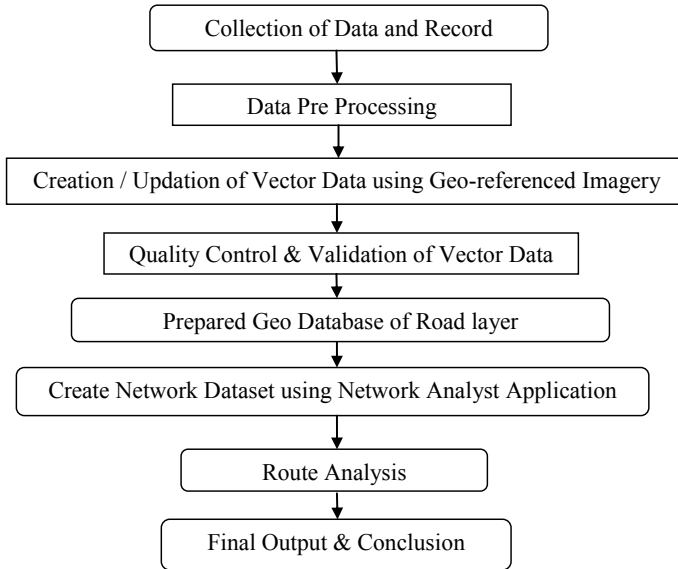 Collection of Data and Record
Data Pre Processing
Creation / Updation of Vector Data using Geo-referenced Imagery
Quality Control & Validation of Vector Data
Prepared Geo Database of Road layer
Create Network Dataset using Network Analyst Application
Route Analysis
Final Output & Conclusion